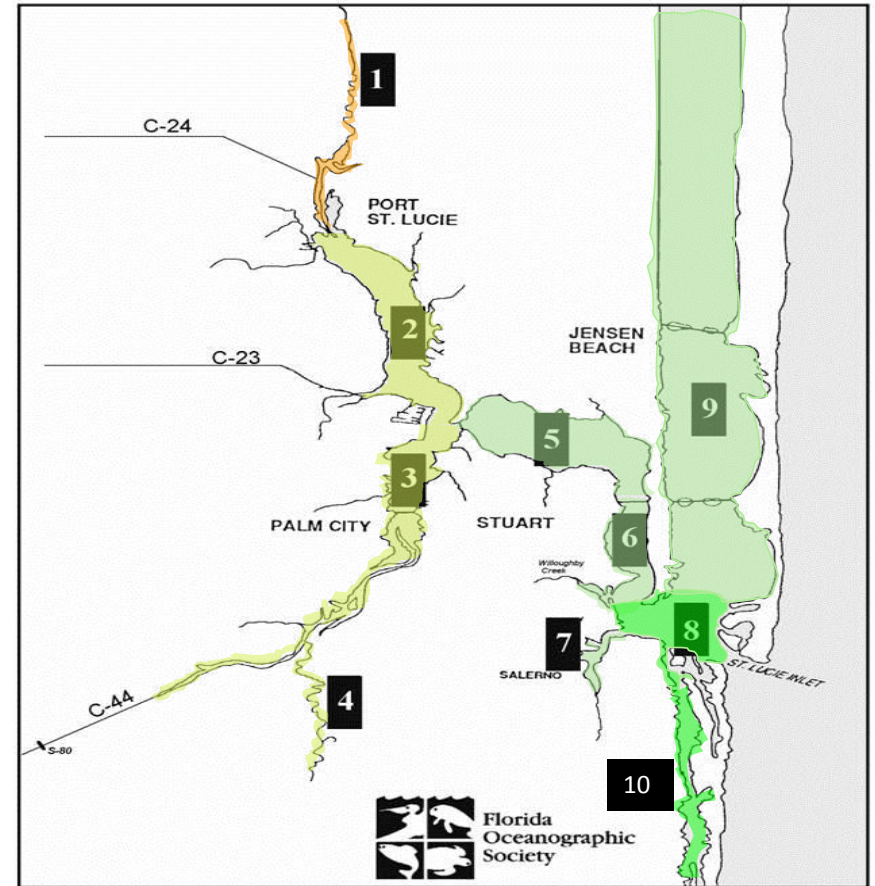 1
C-24
PORT
ST. LUCIE
2
JENSEN
BEACH
C-23
9
5
3
PALM CITY
STUART
6
Willoughby
Creek
7
8
SALERNO
ST. LUCIE INLET
4
C-44
S-80
10
Florida
Oceanographic
Society